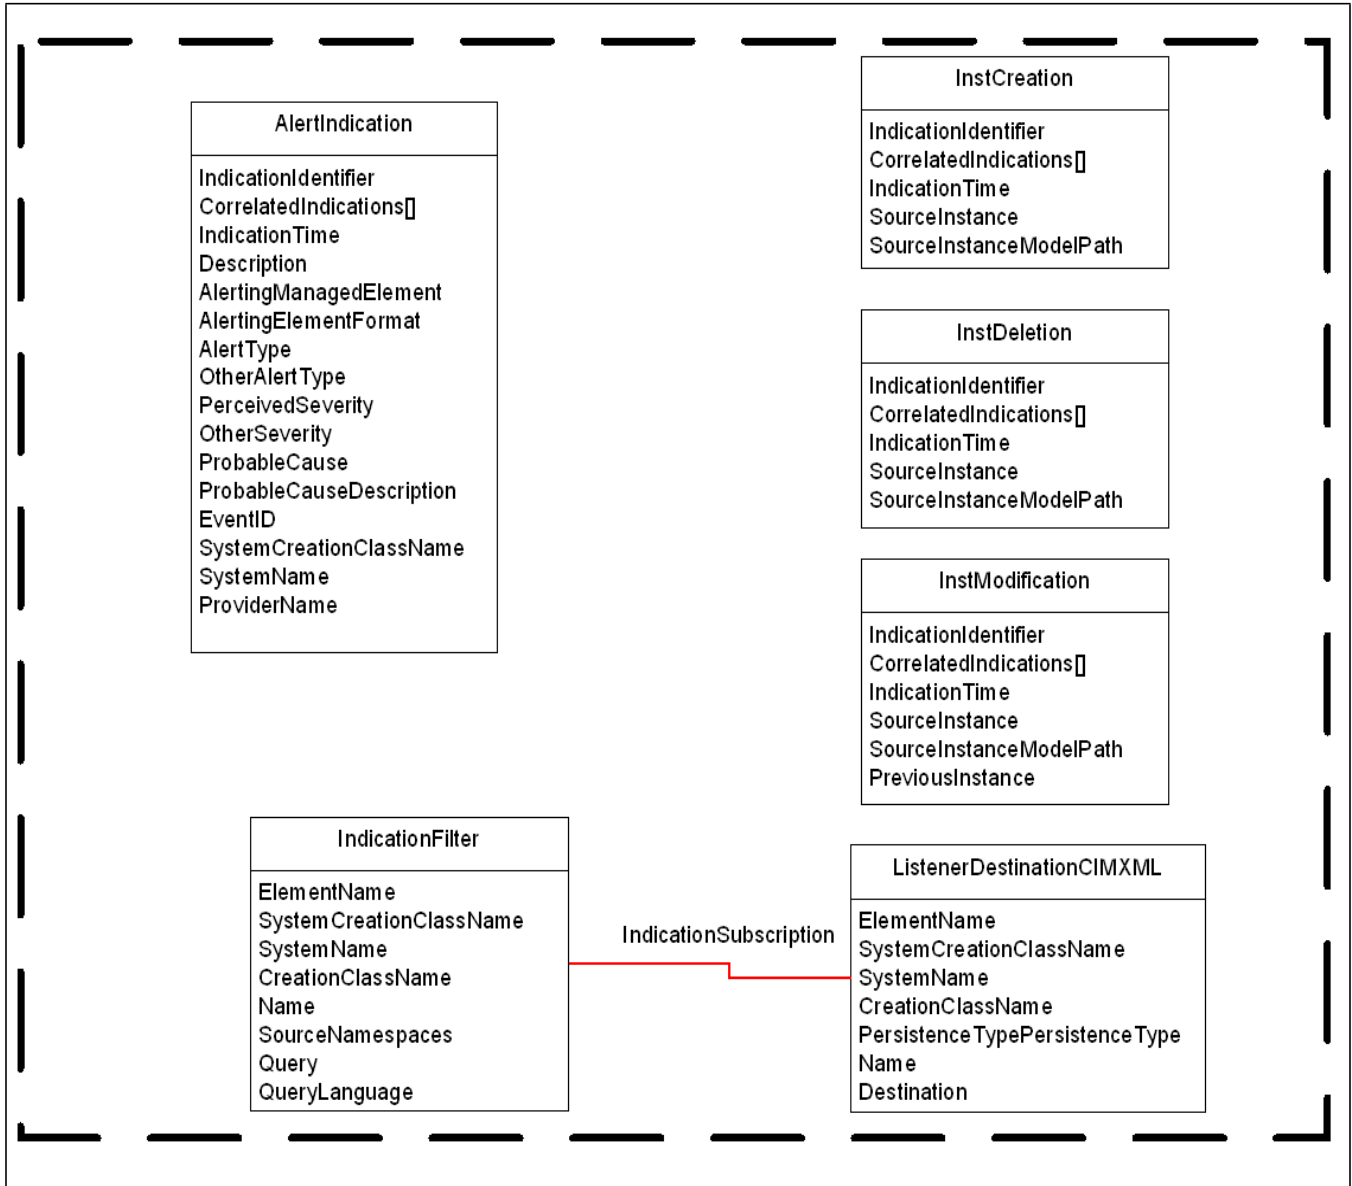 AlertIndication
IndicationIdentifier
CorrelatedIndications[]
IndicationTime
Description
AlertingManagedElement
AlertingElementFormat
AlertType
OtherAlertType
PerceivedSeverity
OtherSeverity
ProbableCause
ProbableCauseDescription
EventID
SystemCreationClassName
SystemName
ProviderName
InstCreation
IndicationIdentifier
CorrelatedIndications[]
IndicationTime
SourceInstance
SourceInstanceModelPath
InstDeletion
IndicationIdentifier
CorrelatedIndications[]
IndicationTime
SourceInstance
SourceInstanceModelPath
InstModification
IndicationIdentifier
CorrelatedIndications[]
IndicationTime
SourceInstance
SourceInstanceModelPath
PreviousInstance
IndicationFilter
ElementName
SystemCreationClassName
SystemName
CreationClassName
Name
SourceNamespaces
Query
QueryLanguage
IndicationSubscription
ListenerDestinationCIMXML
ElementName
SystemCreationClassName
SystemName
CreationClassName
PersistenceTypePersistenceType
Name
Destination